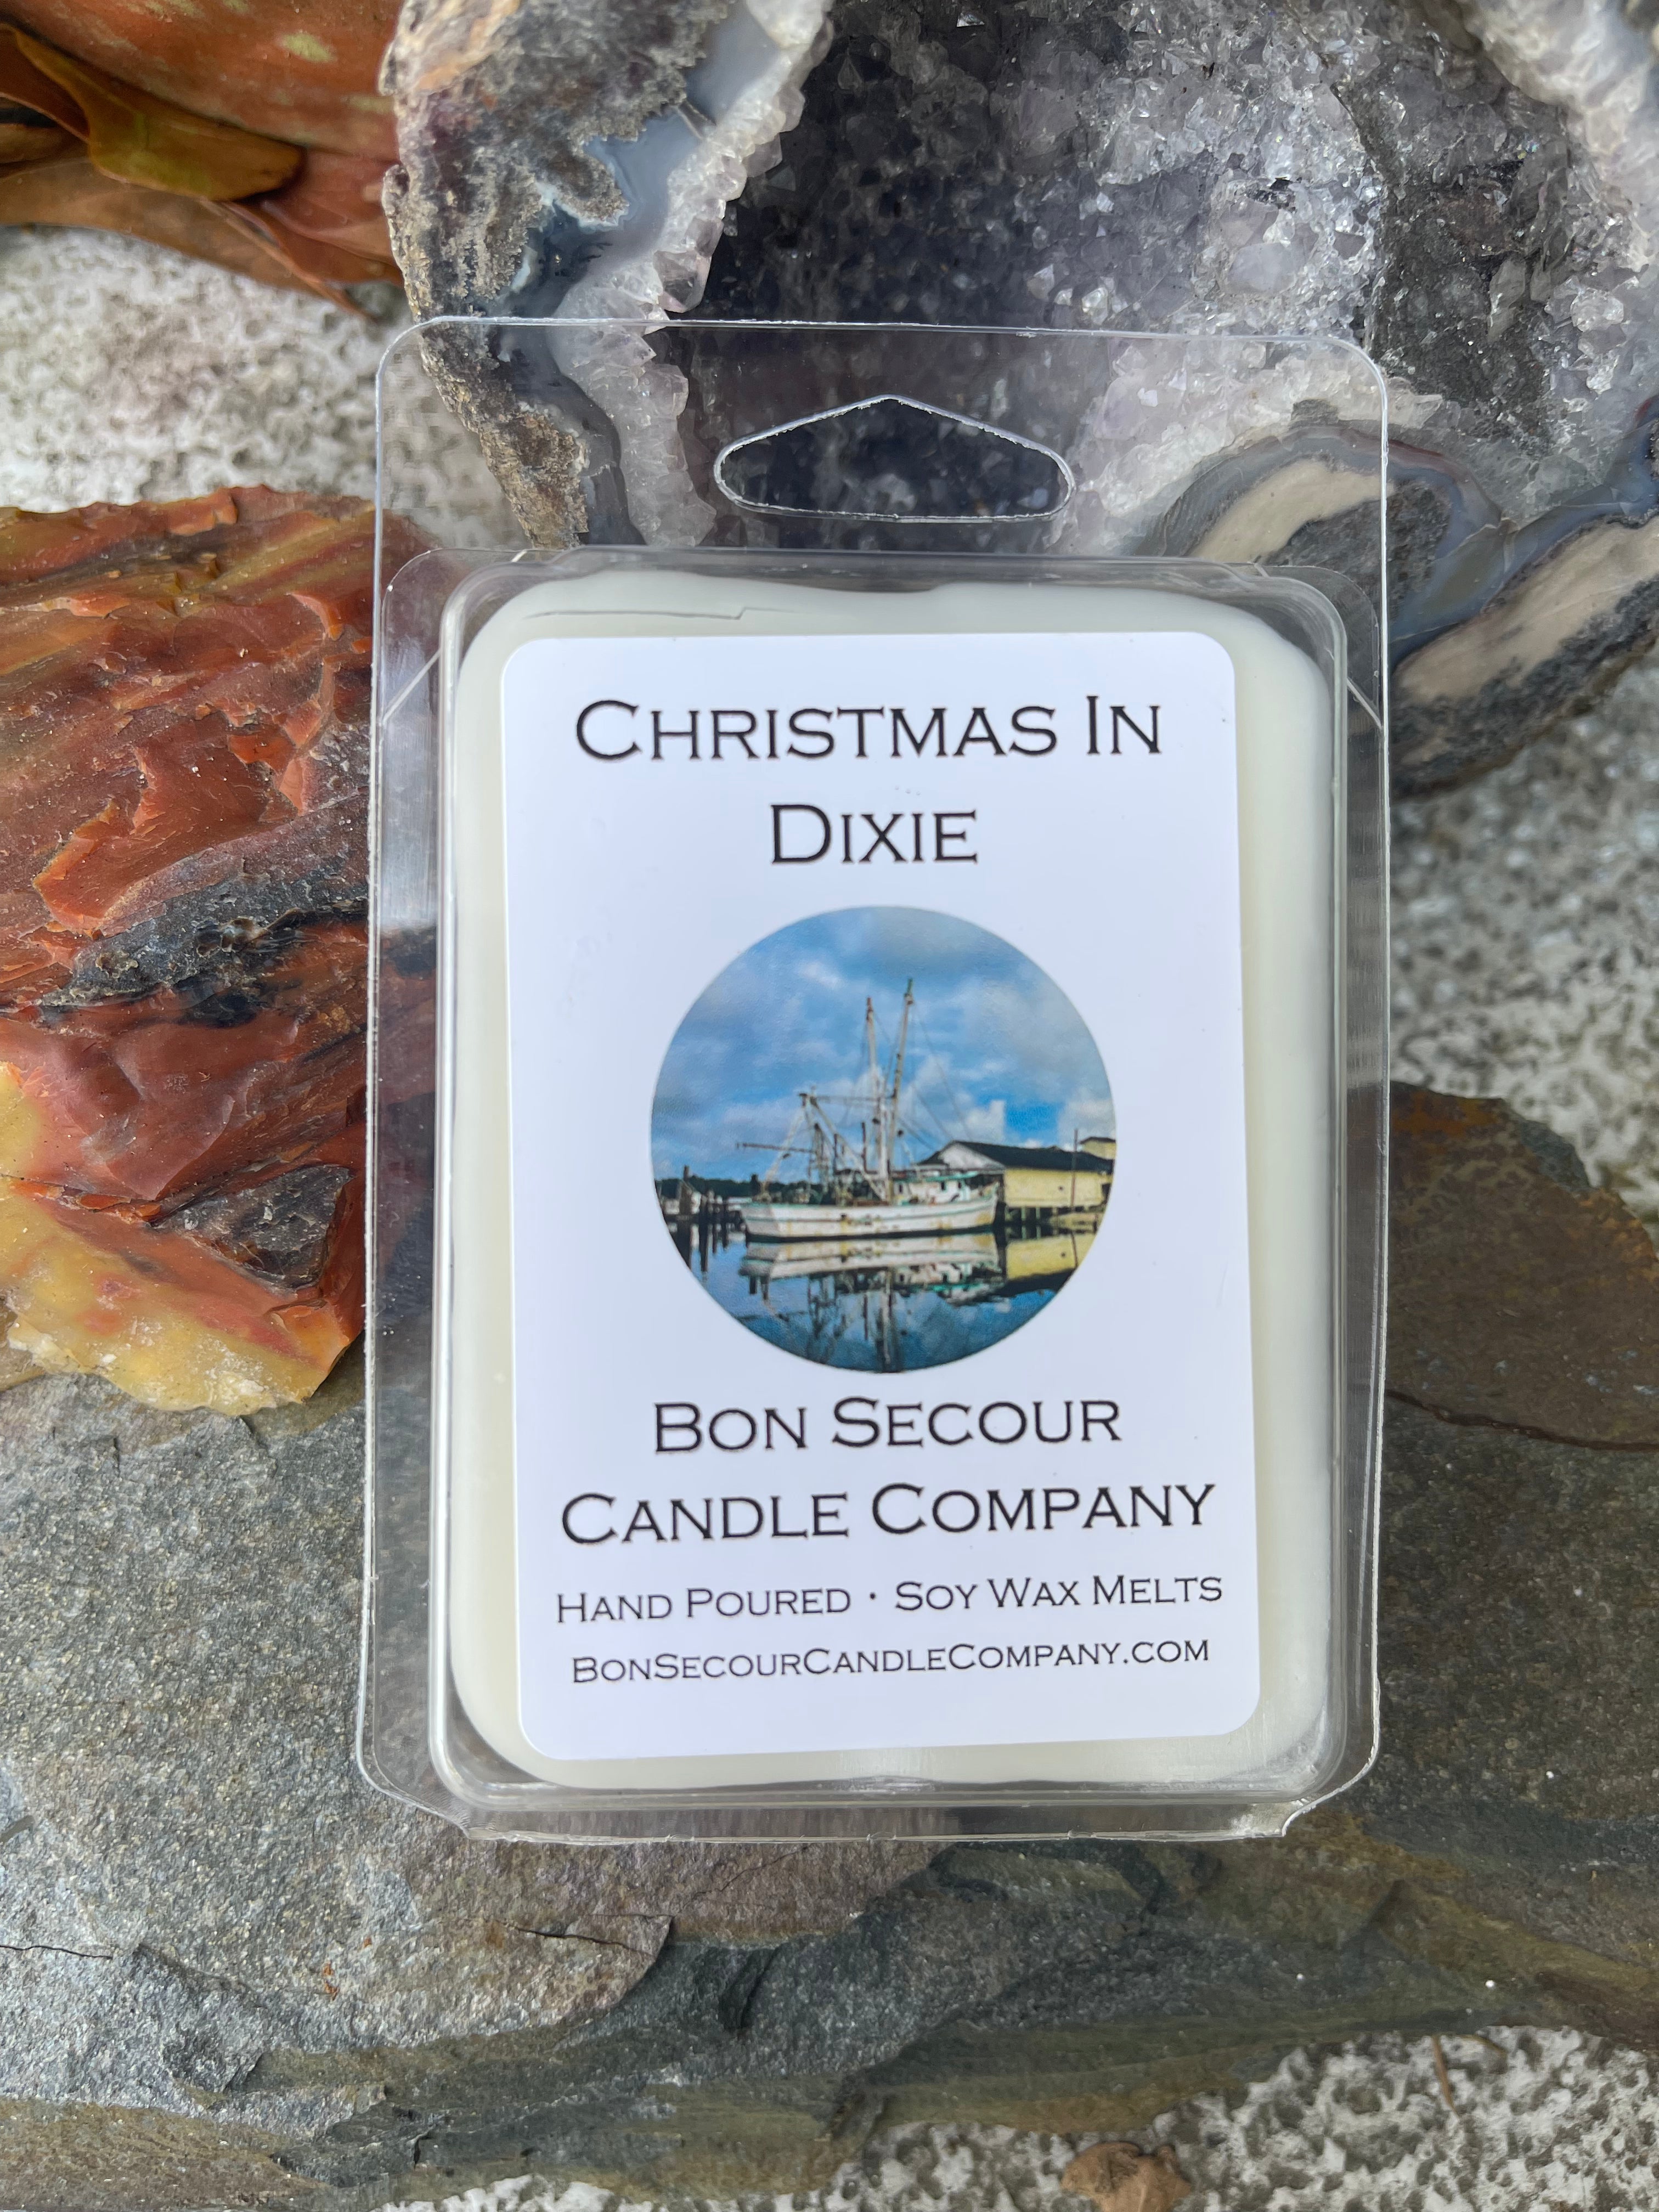 Christmas In
Dixie
Bon Secour
Candle Company
Hand Poured • Soy Wax Melts
BonSecourCandleCompany.com